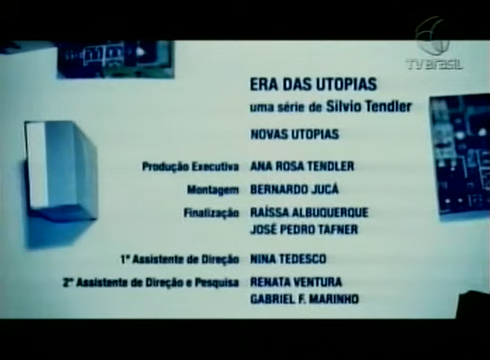 TV BRASIL
ERA DAS UTOPIAS
uma série de Silvio Tendler
NOVAS UTOPIAS
Produção Executiva ANA ROSA TENDLER
Montagem BERNARDO JUCÁ
Finalização RAÍSSA ALBUQUERQUE
JOSÉ PEDRO TAFNER
1º Assistente de Direção NINA TEDESCO
2º Assistente de Direção e Pesquisa RENATA VENTURA
GABRIEL F. MARINHO